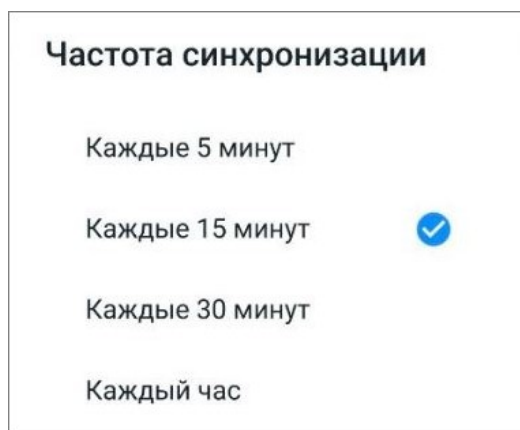 Частота синхронизации
Каждые 5 минут
Каждые 15 минут
Каждые 30 минут
Каждый час